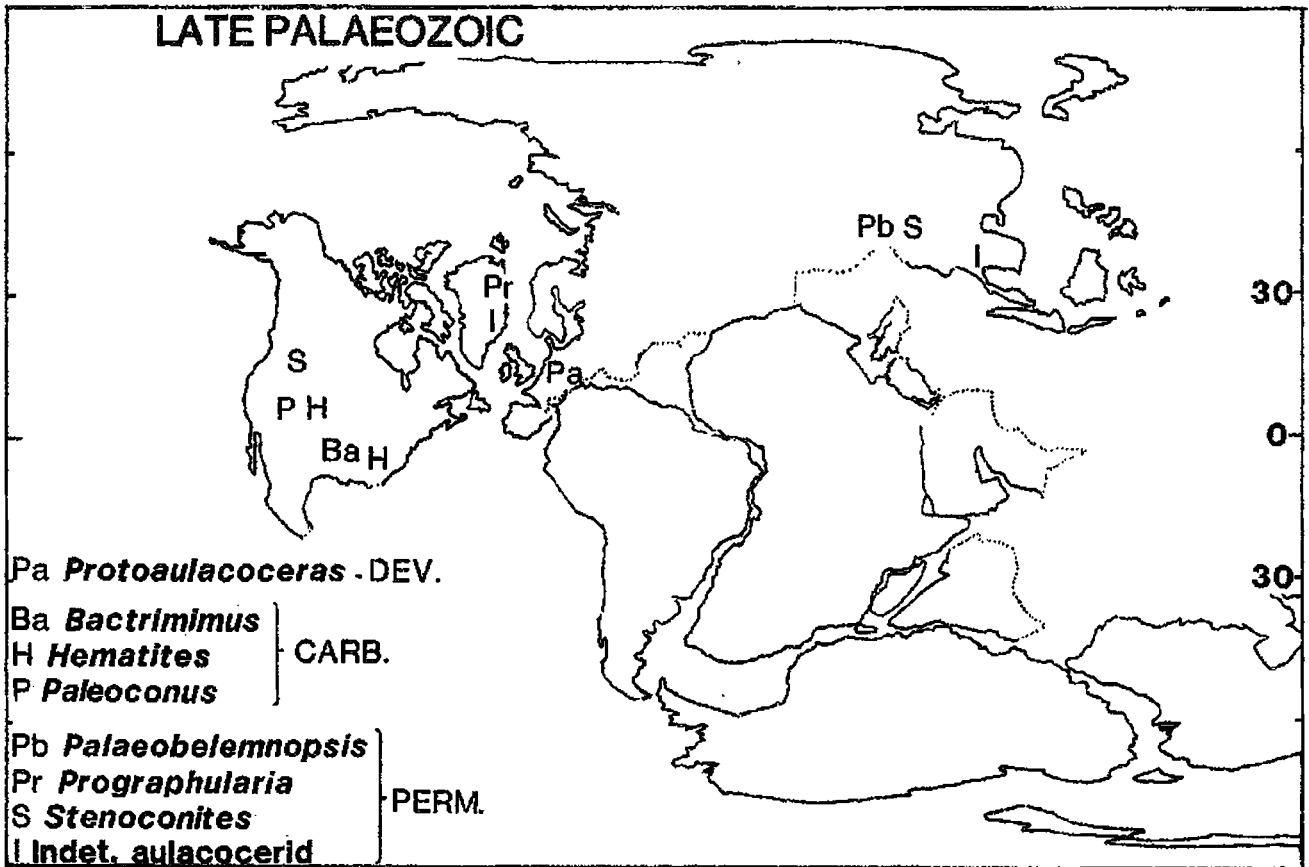 LATE PALAEOZOIC
Pb S
I
Pr
30
I
S
Pa
P H
0
Ba H
30
Pa Protoaulacoceras - DEV.
Ba Bactrimimus
H Hematites
CARB.
P Paleoconus
Pb Palaeobelemnopsis
Pr Prographularia
PERM.
S Stenoconites
I Indet. aulacocerid